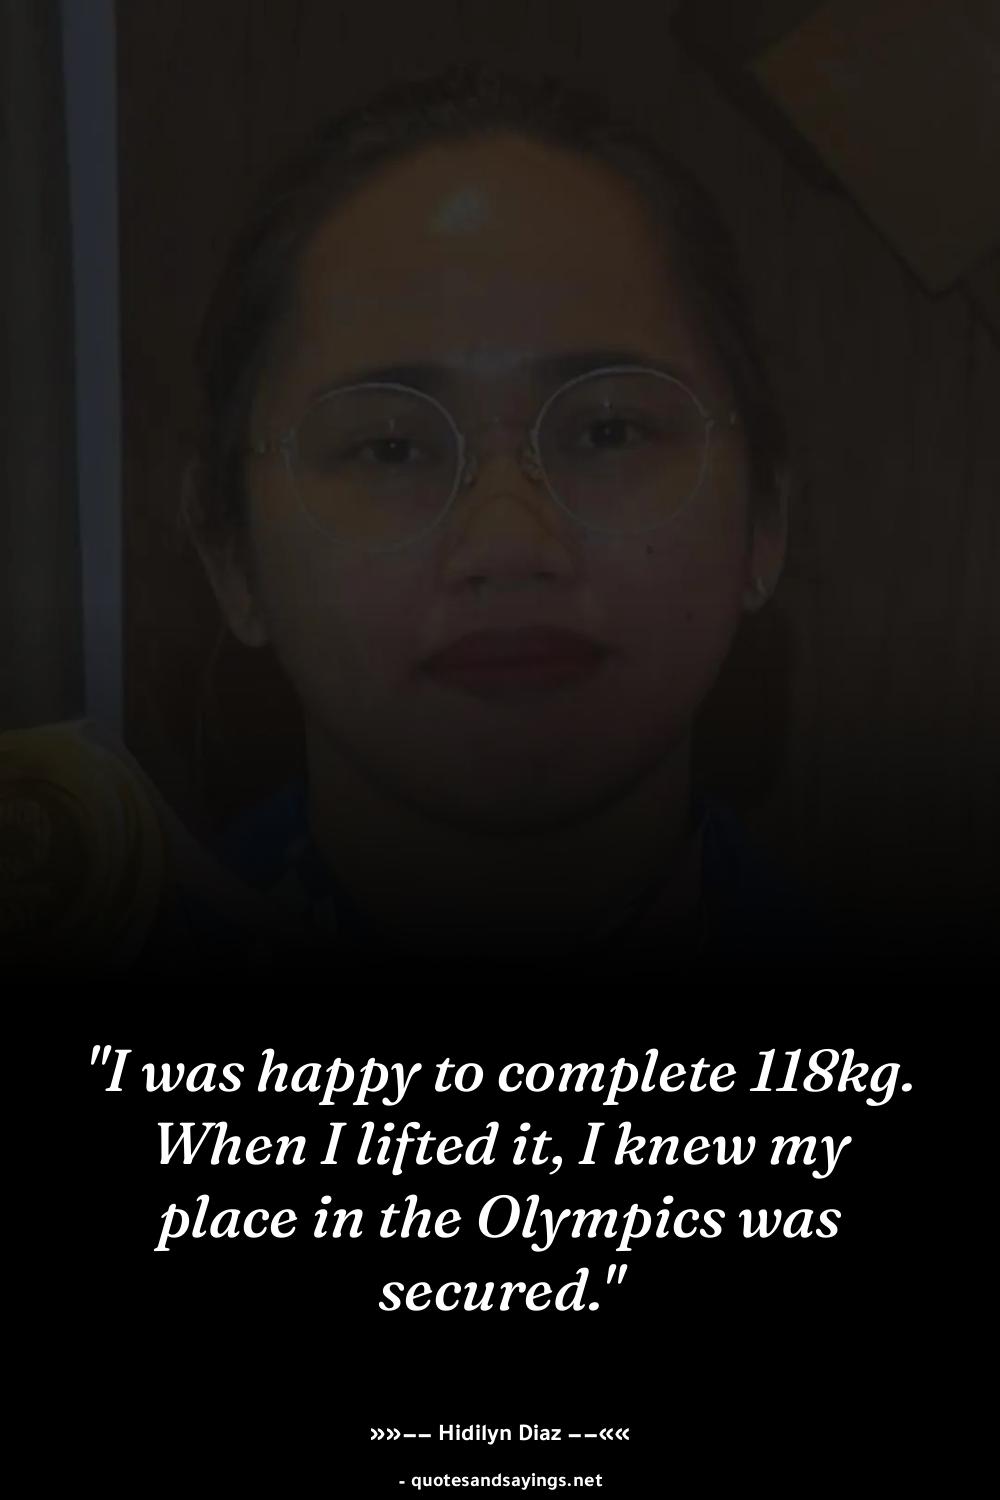 "I was happy to complete 118kg.
When I lifted it, I knew my
place in the Olympics was
secured."
»»–– Hidilyn Diaz ––««
- quotesandsayings.net